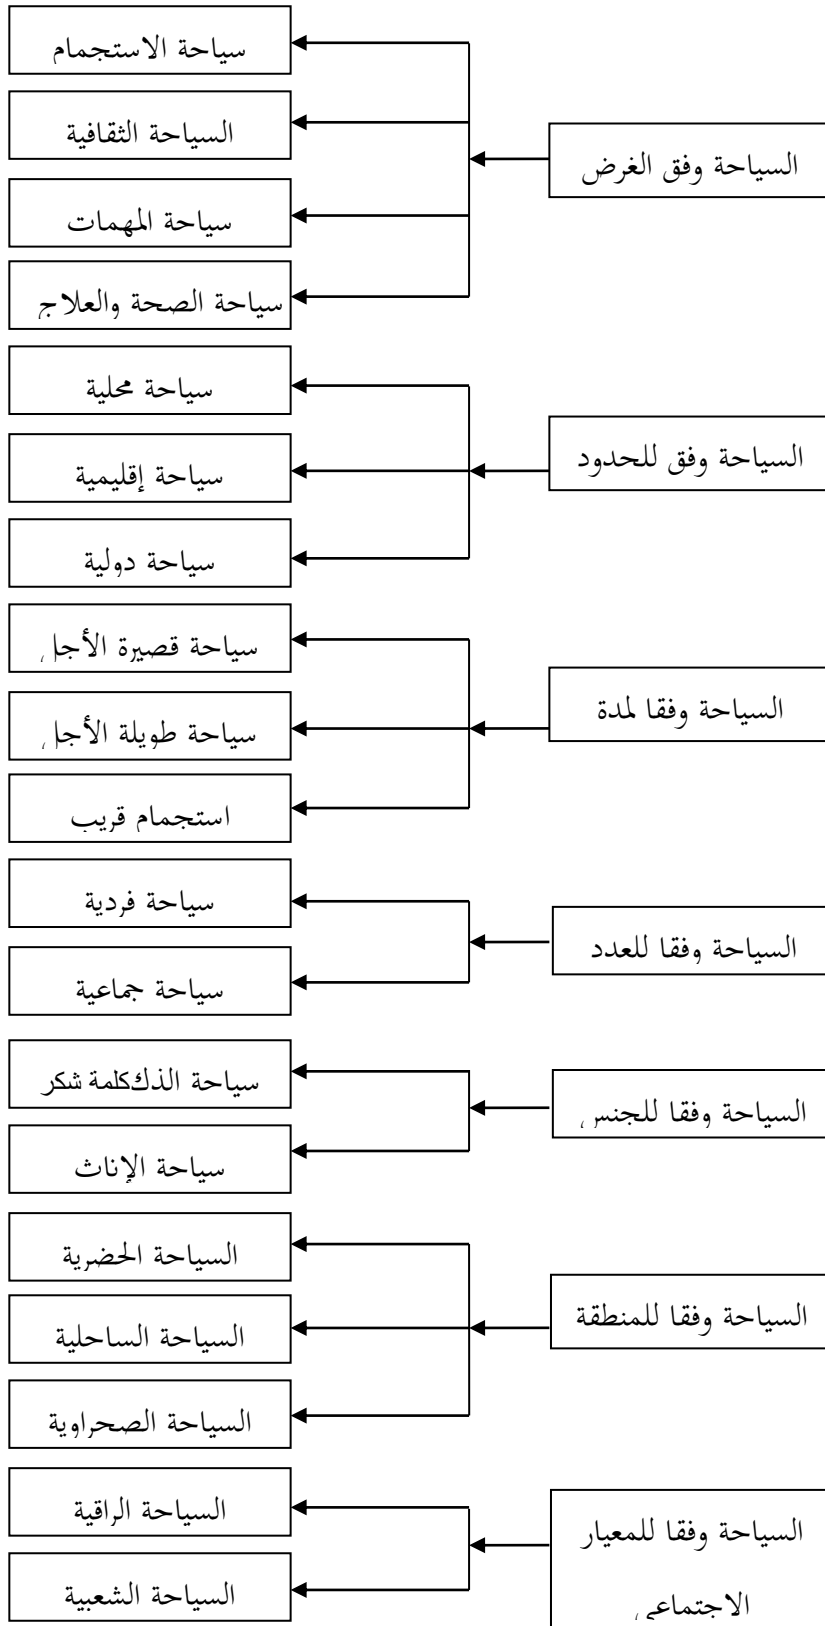 السياحة وفق الغرض
سياحة الاستجمام
السياحة الثقافية
سياحة المهمات
سياحة الصحة والعلاج
السياحة وفق للحدود
سياحة محلية
سياحة إقليمية
سياحة دولية
السياحة وفقا لمدة
سياحة قصيرة الأجل
سياحة طويلة الأجل
استجمام قريب
السياحة وفقا للعدد
سياحة فردية
سياحة جماعية
السياحة وفقا للجنس
سياحة الذككلمة شكر
سياحة الإناث
السياحة وفقا للمنطقة
السياحة الحضرية
السياحة الساحلية
السياحة الصحراوية
السياحة وفقا للمعيار
الاجتماعي
السياحة الراقية
السياحة الشعبية